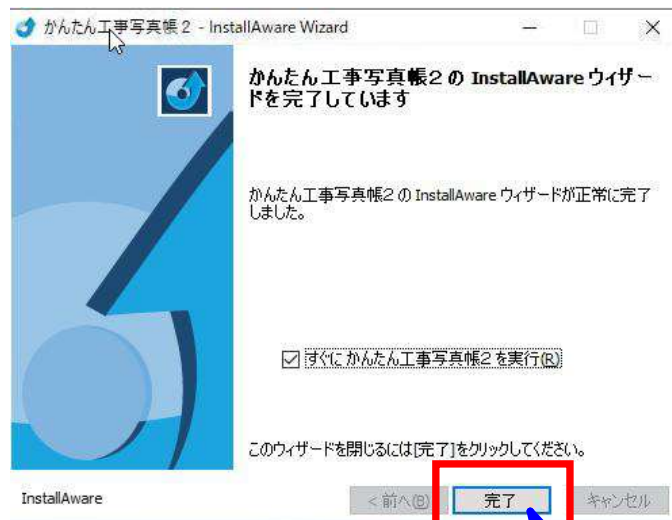 かんたん工事写真帳2 - InstallAware Wizard
かんたん工事写真帳2 の InstallAware ウィザー
ドを完了しています
かんたん工事写真帳2 の InstallAware ウィザードが正常に完了
しました。
すぐに かんたん工事写真帳2 を実行(R)
このウィザードを閉じるには[完了]をクリックしてください。
InstallAware
< 前へ(B)
完了
キャンセル